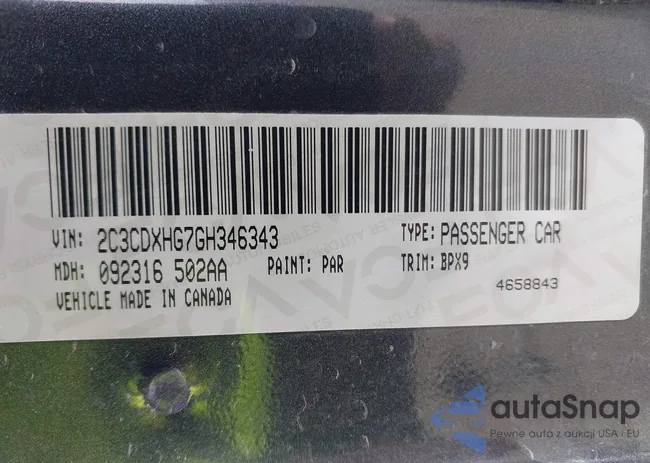 VIN: 2C3CDXHG7GH346343 TYPE: PASSENGER CAR
MDH: 092316 502AA PAINT: PAR TRIM: BPX9
VEHICLE MADE IN CANADA 4658843
autaSnap
Pewne auta z aukcji USA i EU